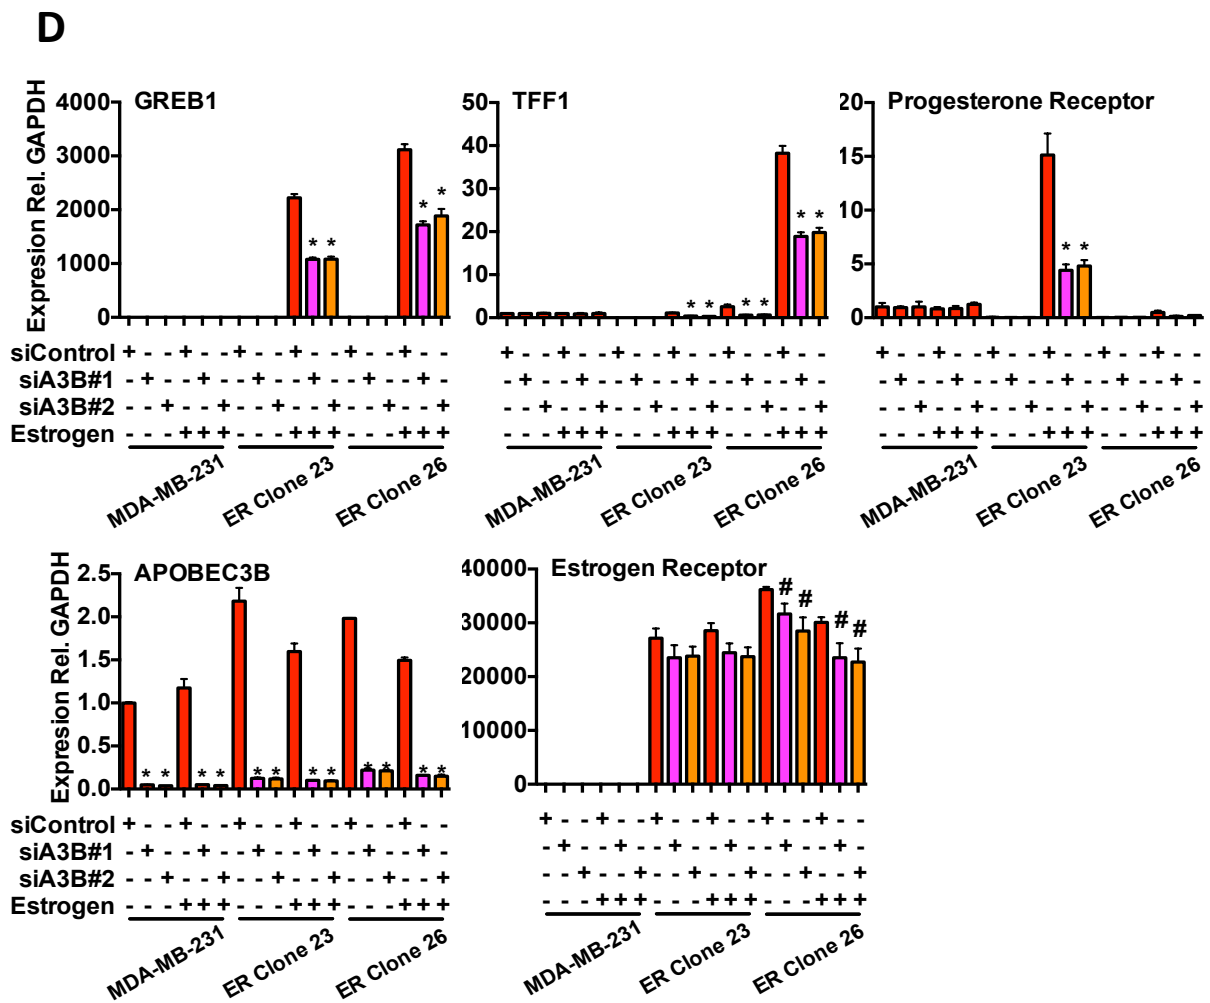 D
GREB1
TFF1
Progesterone Receptor
Expresion Rel. GAPDH
4000
3000
2000
1000
0
50
40
30
20
10
0
20
15
10
5
0
* *
* *
* *
* *
* *
* *
siControl + - - + - - + - - + - - + - - + - - + - - + - - + - - + - - + - - + - - + - - + - - + - - + - - + - - + - -
siA3B#1 - + - - + - - + - - + - - + - - + - - + - - + - - + - - + - - + - - + - - + - - + - - + - - + - - + - - + -
siA3B#2 - - + - - + - - + - - + - - + - - + - - + - - + - - + - - + - - + - - + - - + - - + - - + - - + - - + - - +
Estrogen - - - + + + - - - + + + - - - + + + - - - + + + - - - + + + - - - + + + - - - + + + - - - + + + - - - + + +
MDA-MB-231 ER Clone 23 ER Clone 26 MDA-MB-231 ER Clone 23 ER Clone 26 MDA-MB-231 ER Clone 23 ER Clone 26
APOBEC3B
Estrogen Receptor
Expresion Rel. GAPDH
2.5
2.0
1.5
1.0
0.5
0.0
40000
30000
20000
10000
0
* * * * * * * * * * * *
# # # #
siControl + - - + - - + - - + - - + - - + - - + - - + - - + - - + - - + - - + - -
siA3B#1 - + - - + - - + - - + - - + - - + - - + - - + - - + - - + - - + - - + -
siA3B#2 - - + - - + - - + - - + - - + - - + - - + - - + - - + - - + - - + - - +
Estrogen - - - + + + - - - + + + - - - + + + - - - + + + - - - + + + - - - + + +
MDA-MB-231 ER Clone 23 ER Clone 26 MDA-MB-231 ER Clone 23 ER Clone 26